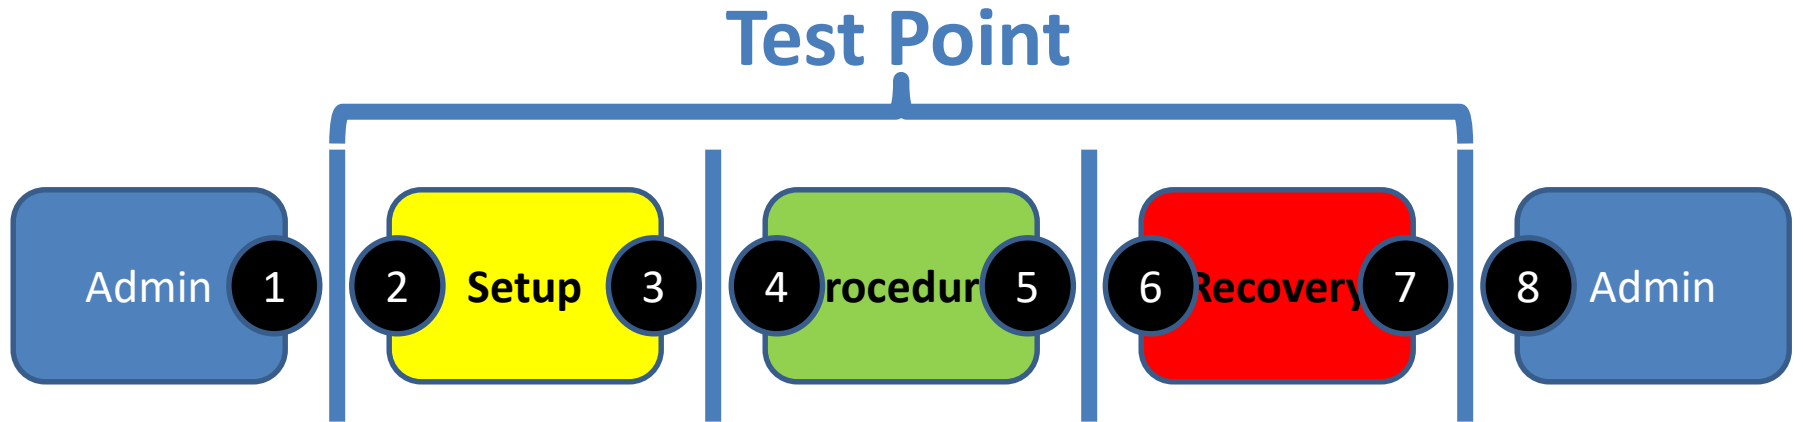 Test Point
Admin 1 2 Setup 3 4 rocedur 5 6 Recovery 7 8 Admin